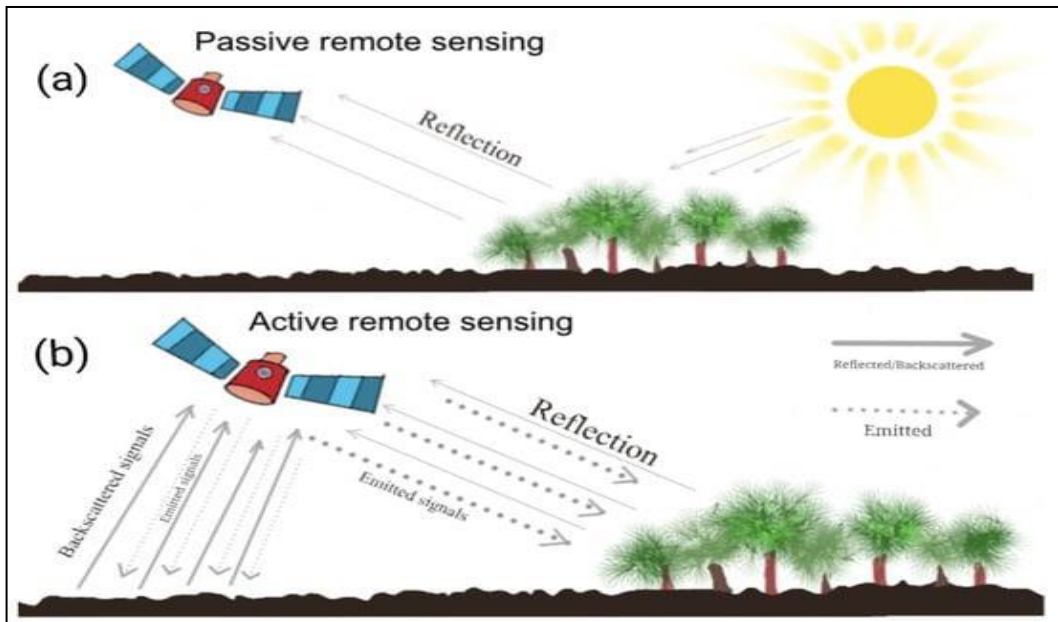 Passive remote sensing
(a)
Reflection
Active remote sensing
(b)
Reflected/Backscattered
Emitted
Reflection
Emitted signals
Backscattered signals
Emitted signals